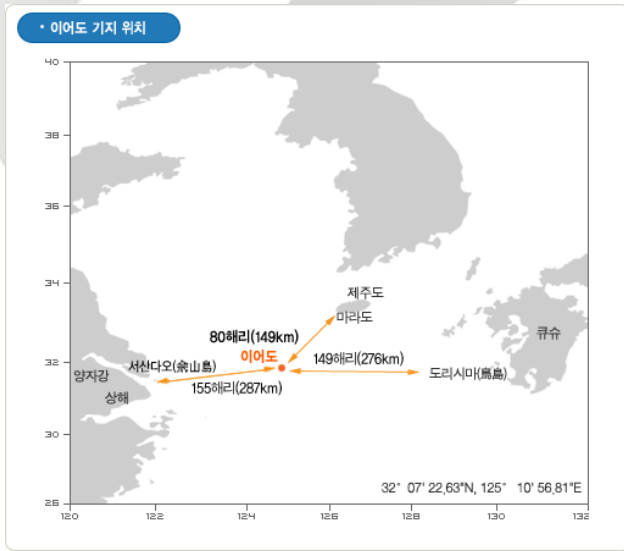 • 이어도 기지 위치
40
38
36
34
32
30
26
120
122
124
126
128
130
132
제주도
마라도
80해리(149km)
이어도
149해리(276km)
큐슈
서산다오(佘山島)
도리시마(鳥島)
양자강
155해리(287km)
상해
32° 07' 22.63"N, 125° 10' 56.81"E